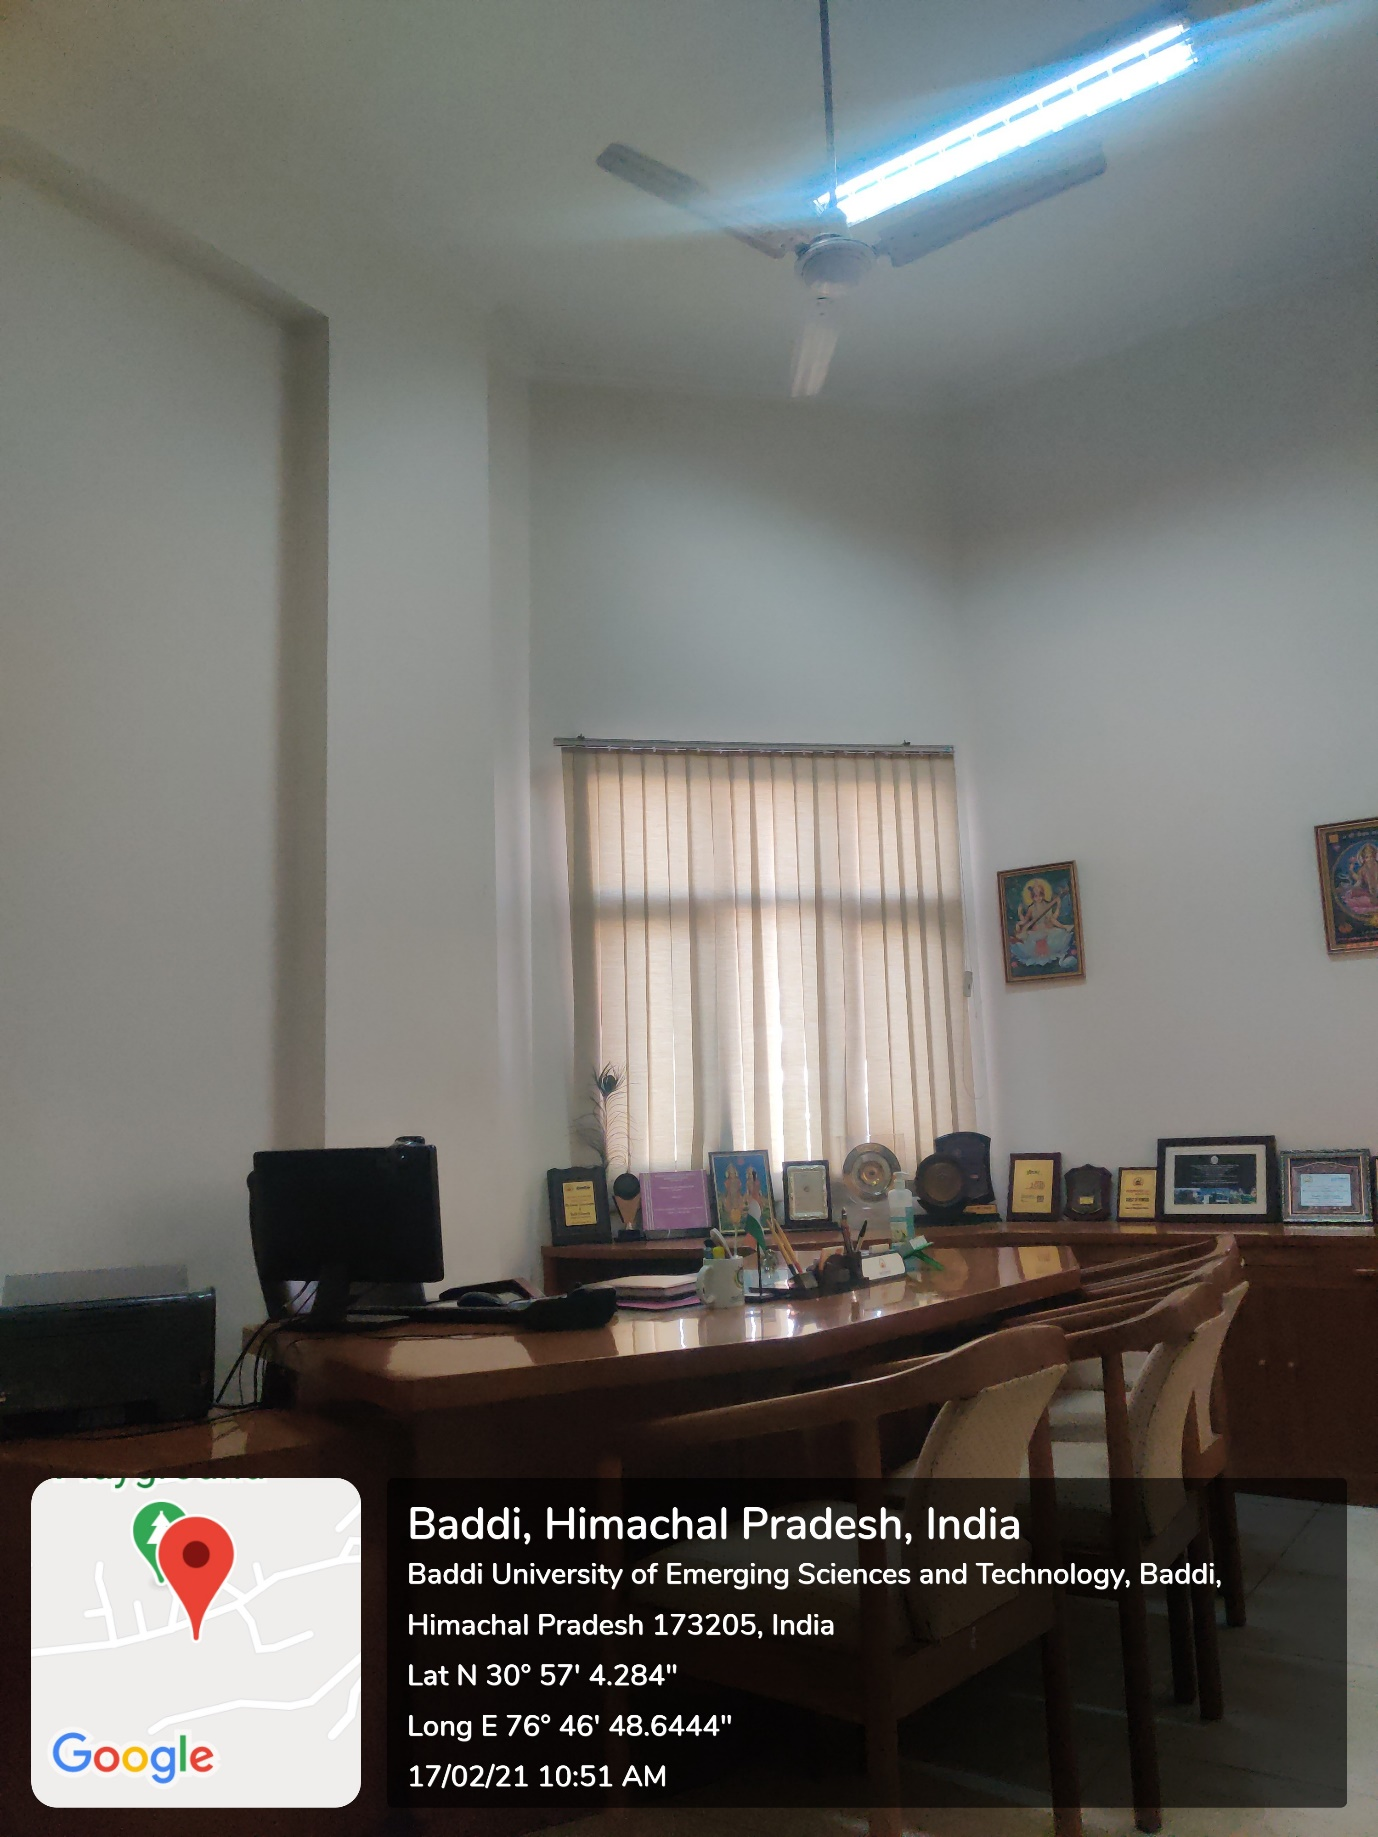 Baddi, Himachal Pradesh, India
Baddi University of Emerging Sciences and Technology, Baddi,
Himachal Pradesh 173205, India
Lat N 30° 57' 4.284"
Long E 76° 46' 48.6444"
17/02/21 10:51 AM
Google